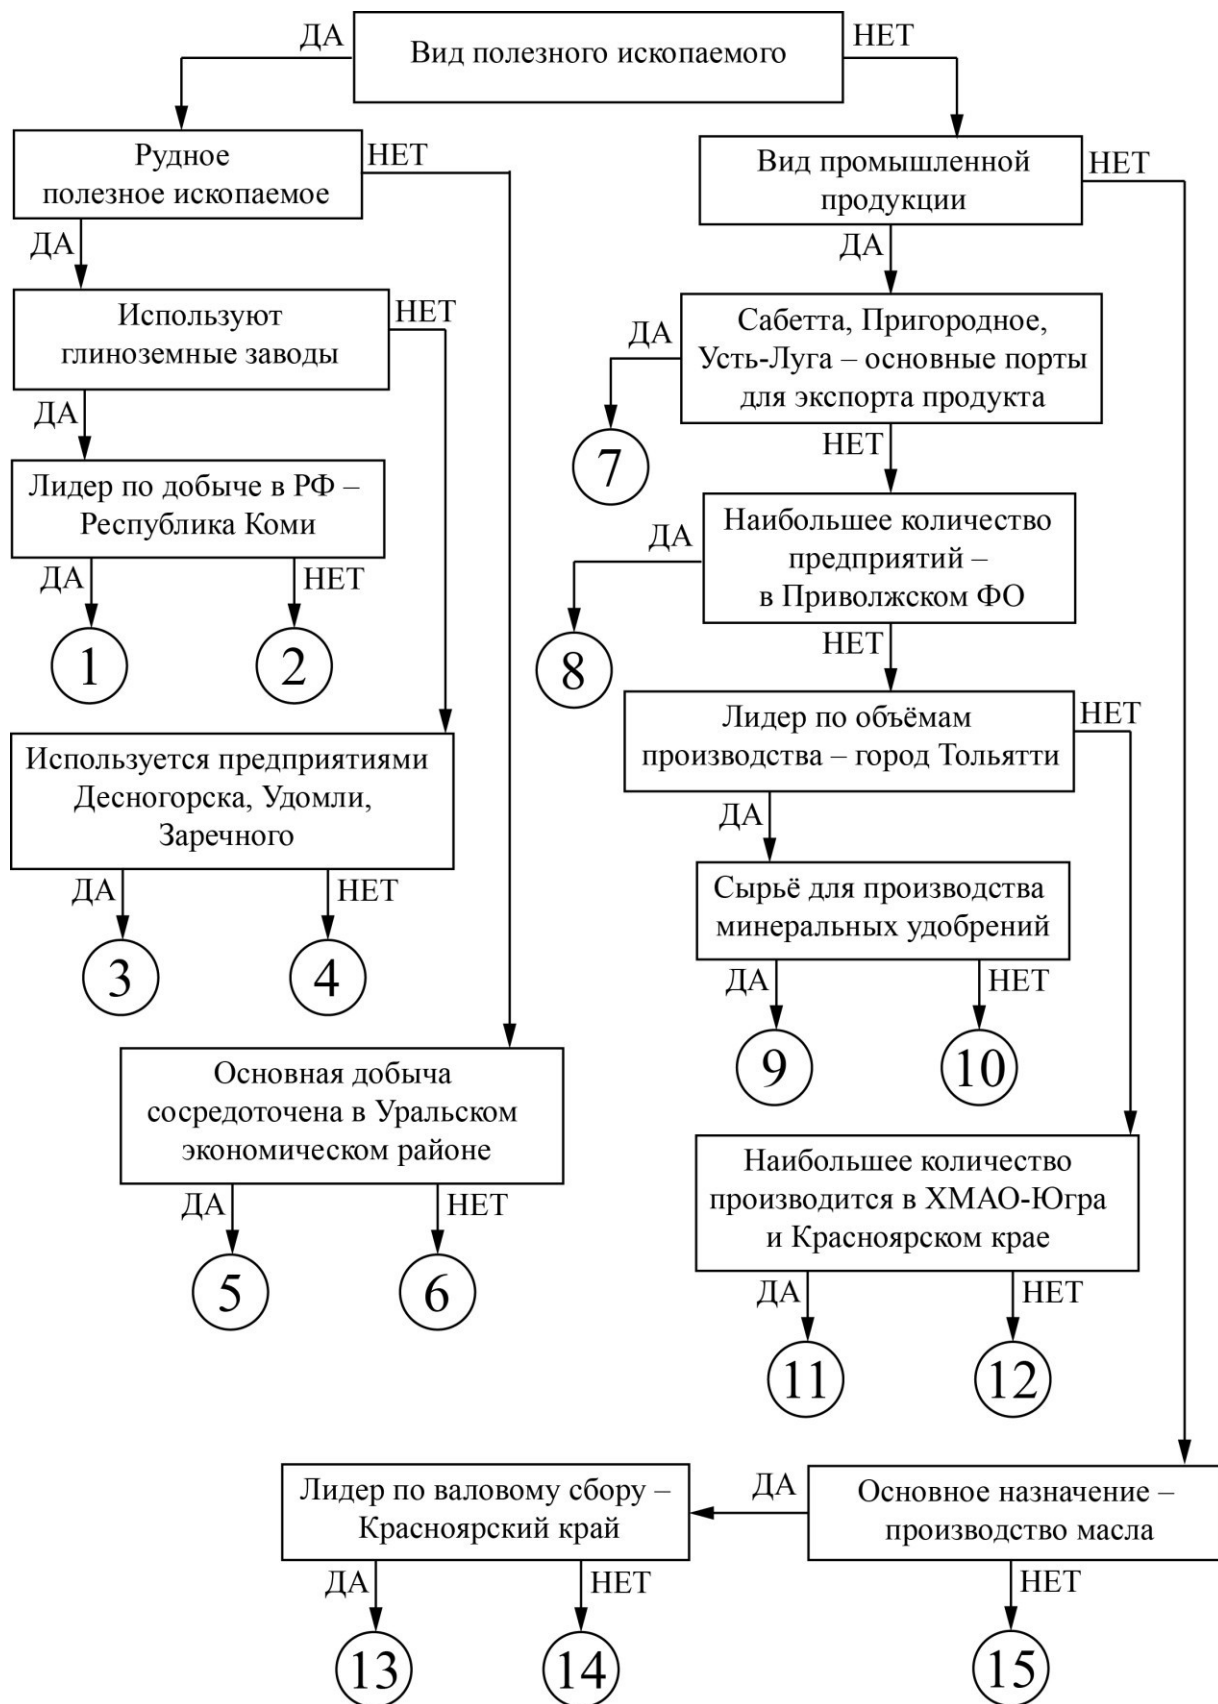 ДА
Вид полезного ископаемого
НЕТ
Рудное
полезное ископаемое
НЕТ
Вид промышленной
продукции
НЕТ
ДА
ДА
Используют
глиноземные заводы
НЕТ
ДА
Сабетта, Пригородное,
Усть-Луга – основные порты
для экспорта продукта
ДА
НЕТ
7
Лидер по добыче в РФ –
Республика Коми
ДА
Наибольшее количество
предприятий –
в Приволжском ФО
ДА
НЕТ
НЕТ
1
2
8
Лидер по объёмам
производства – город Тольятти
НЕТ
Используется предприятиями
Десногорска, Удомли,
Заречного
ДА
ДА
НЕТ
Сырьё для производства
минеральных удобрений
3
4
ДА
НЕТ
9
10
Основная добыча
сосредоточена в Уральском
экономическом районе
Наибольшее количество
производится в ХМАО-Югра
и Красноярском крае
ДА
НЕТ
ДА
НЕТ
5
6
11
12
Лидер по валовому сбору –
Красноярский край
ДА
Основное назначение –
производство масла
ДА
НЕТ
НЕТ
13
14
15